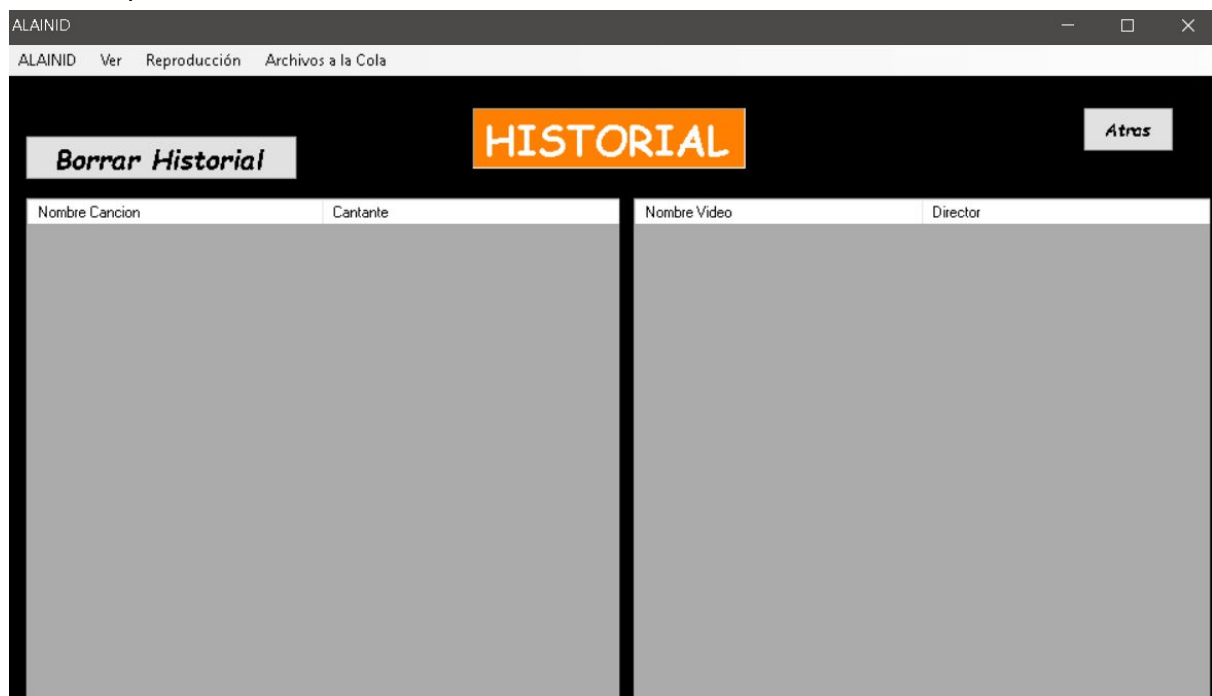 ALAINID
ALAINID Ver Reproducción Archivos a la Cola
HISTORIAL
Atras
Borrar Historial
Nombre Cancion Cantante Nombre Video Director